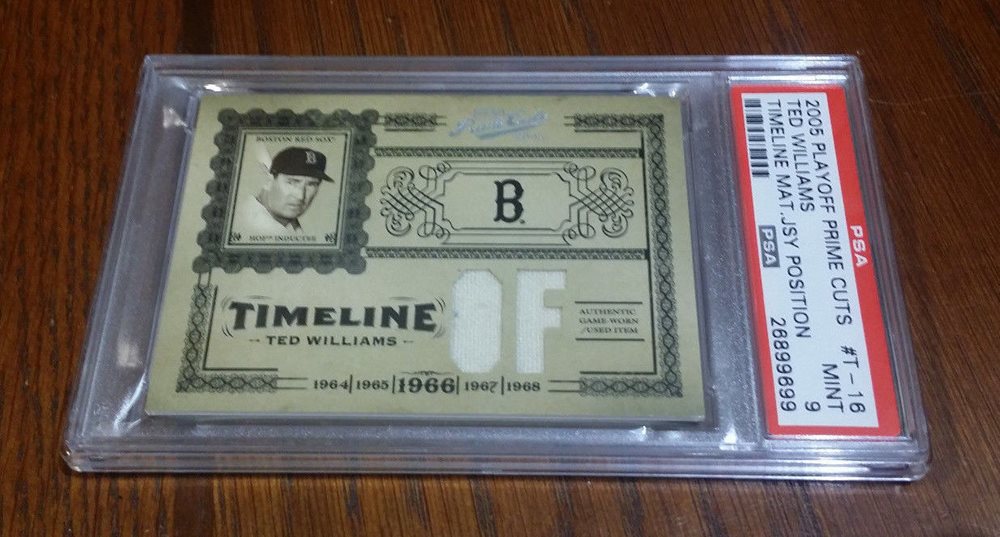 BOSTON RED SOX
B
HOF INDUCTEE
B
TIMELINE
TED WILLIAMS
OF
AUTHENTIC
GAME-WORN
/USED ITEM
1964 1965 1966 1967 1968
2005 PLAYOFF PRIME CUTS #T-16
TED WILLIAMS MINT 9
TIMELINE MAT.JSY POSITION
PSA 26899699
PSA